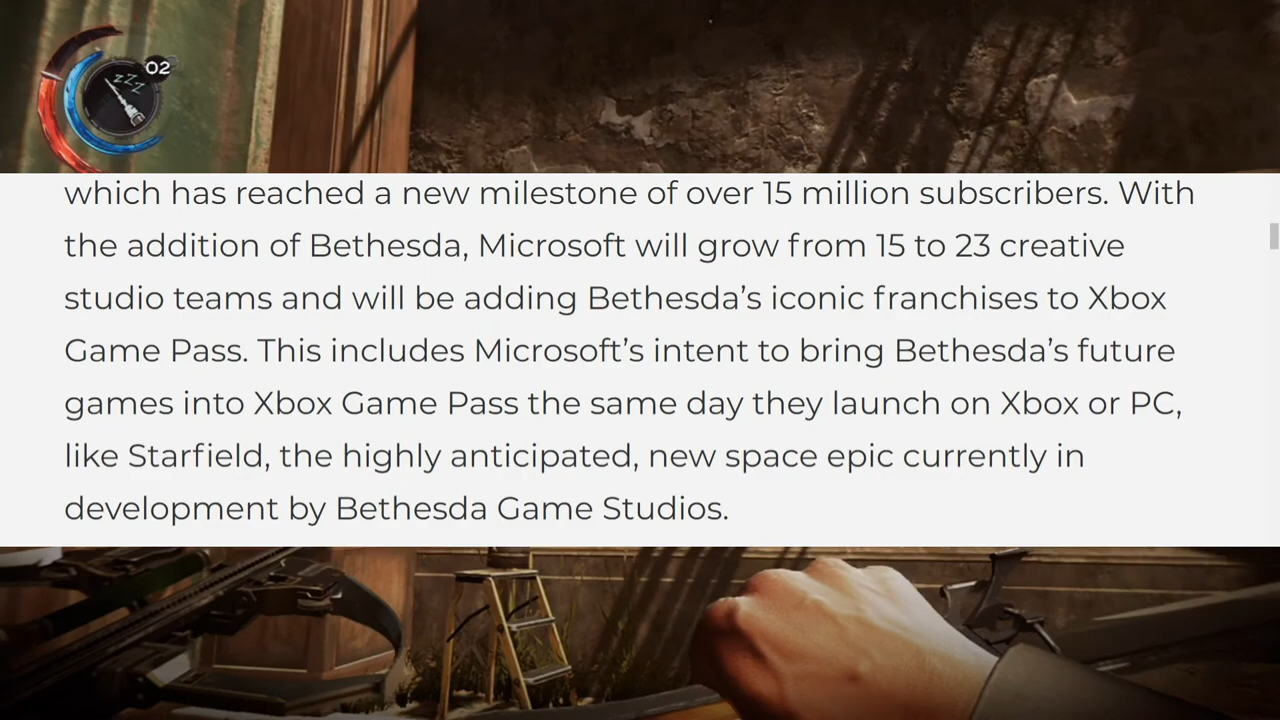 02
zZZ
which has reached a new milestone of over 15 million subscribers. With
the addition of Bethesda, Microsoft will grow from 15 to 23 creative
studio teams and will be adding Bethesda’s iconic franchises to Xbox
Game Pass. This includes Microsoft’s intent to bring Bethesda’s future
games into Xbox Game Pass the same day they launch on Xbox or PC,
like Starfield, the highly anticipated, new space epic currently in
development by Bethesda Game Studios.